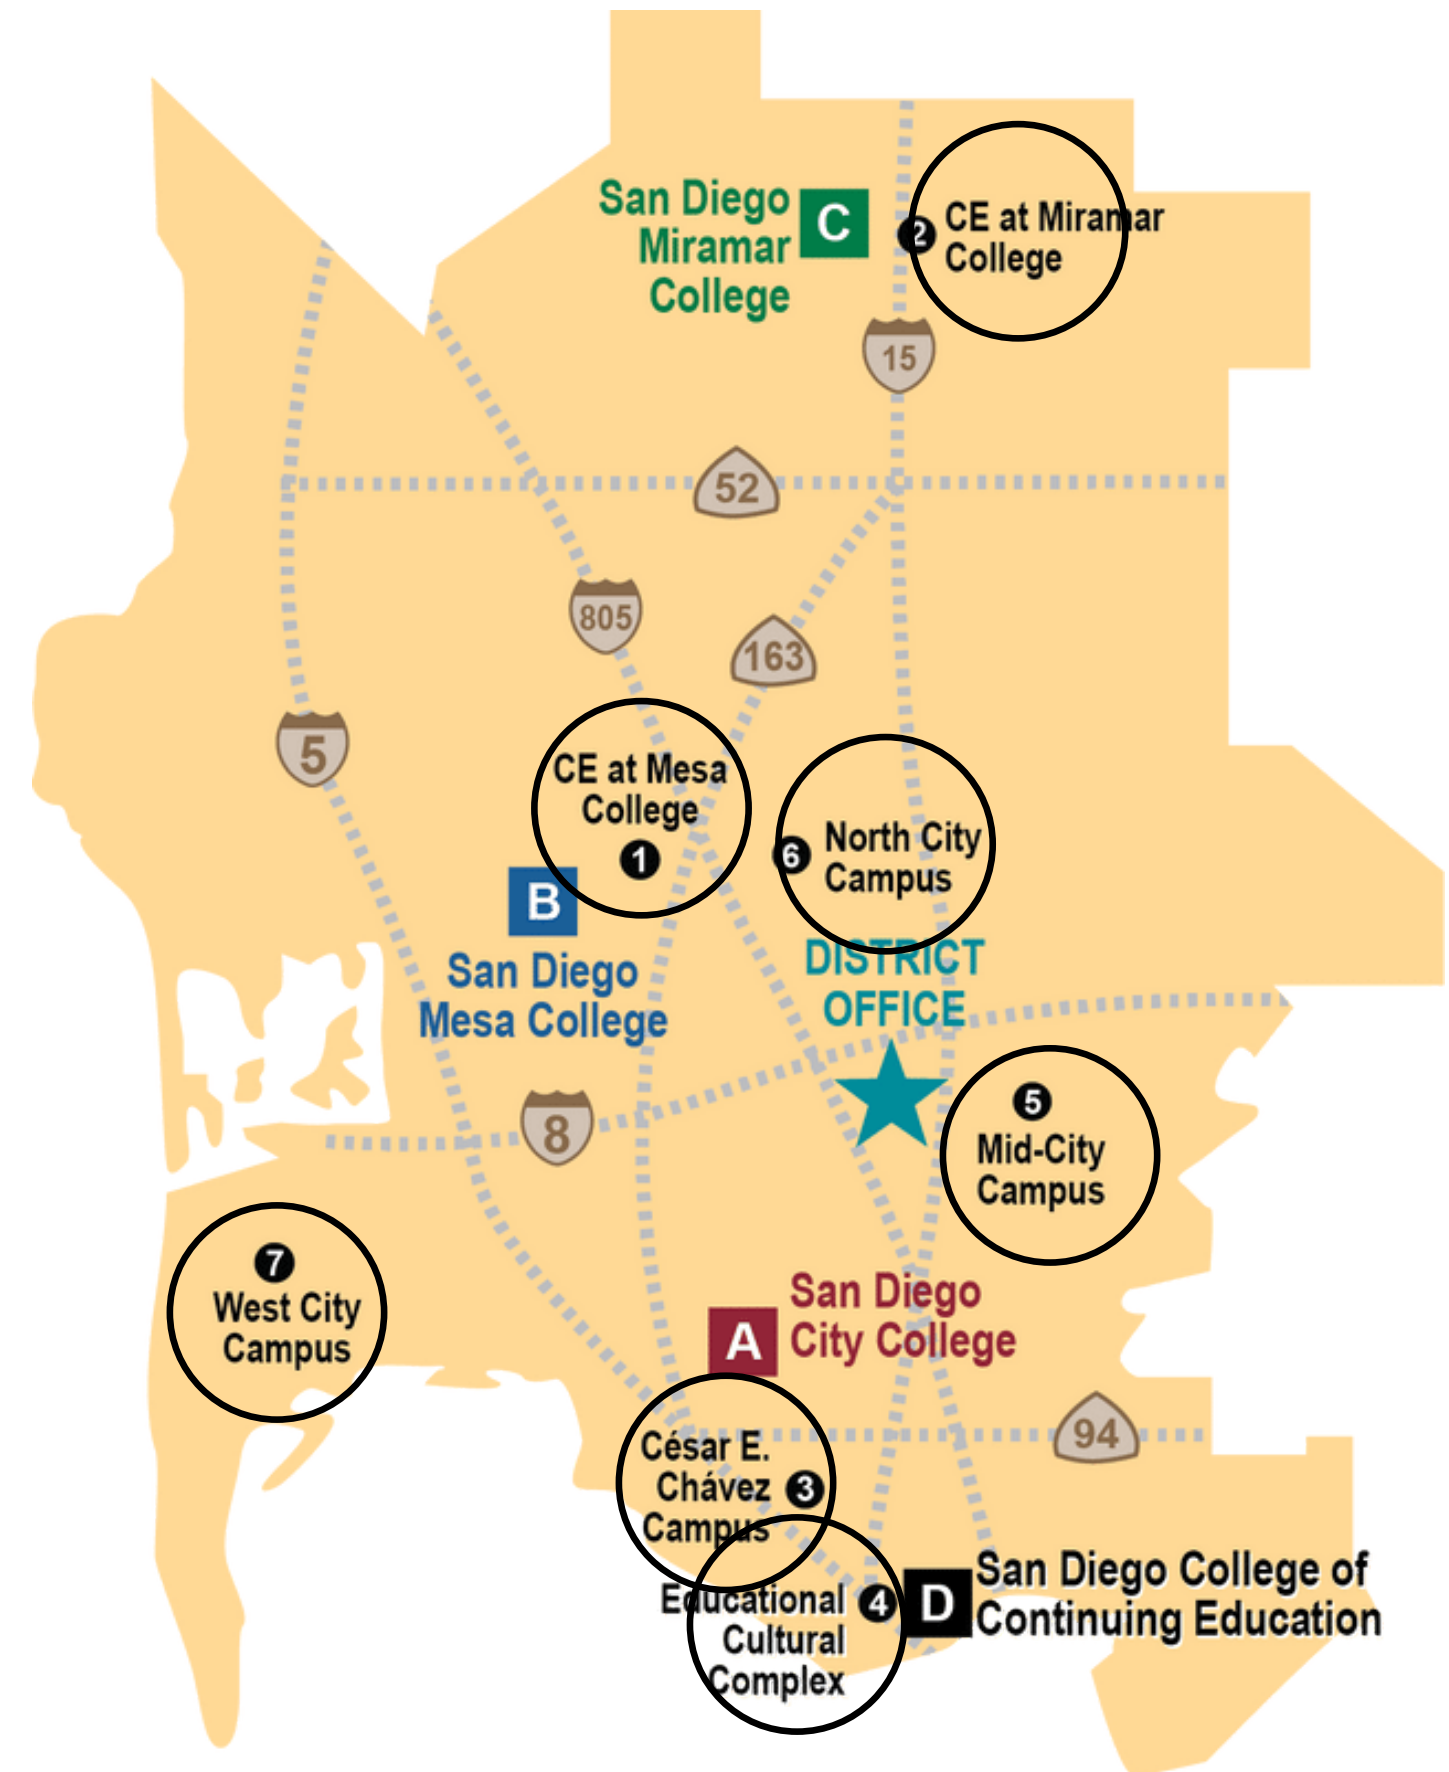 San Diego
Miramar
College
C
2
CE at Miramar
College
15
52
805
163
5
CE at Mesa
College
1
6
North City
Campus
B
San Diego
Mesa College
DISTRICT
OFFICE
8
5
Mid-City
Campus
7
West City
Campus
A
San Diego
City College
94
César E.
Chávez
Campus
3
Educational
Cultural
Complex
4
D
San Diego College of
Continuing Education